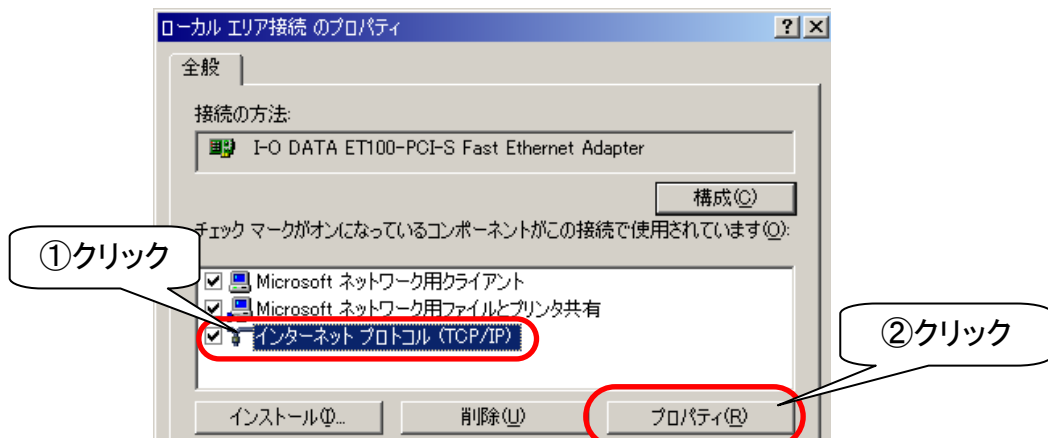 ローカル エリア接続 のプロパティ
全般
接続の方法:
I-O DATA ET100-PCI-S Fast Ethernet Adapter
構成(C)
チェック マークがオンになっているコンポーネントがこの接続で使用されています(O):
①クリック
Microsoft ネットワーク用クライアント
Microsoft ネットワーク用ファイルとプリンタ共有
インターネット プロトコル (TCP/IP)
②クリック
インストール(I)... 削除(U) プロパティ(R)